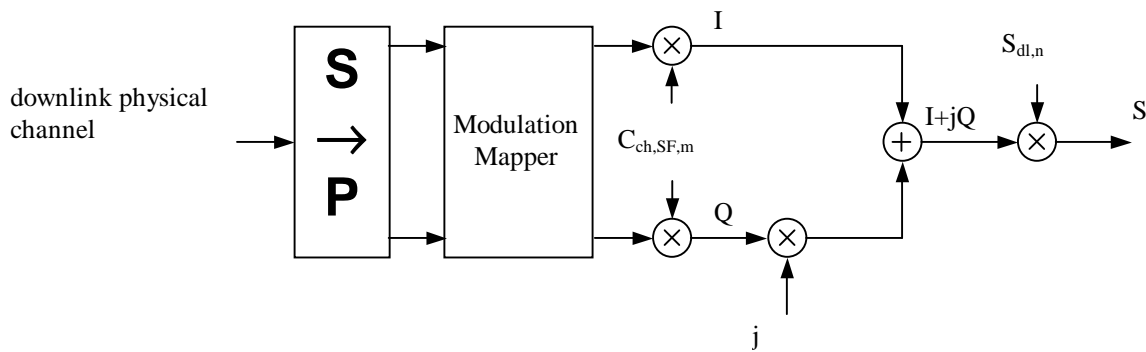 downlink physical
channel
S
→
P
Modulation
Mapper
I
C_ch,SF,m
Q
j
I+jQ
S_dl,n
S